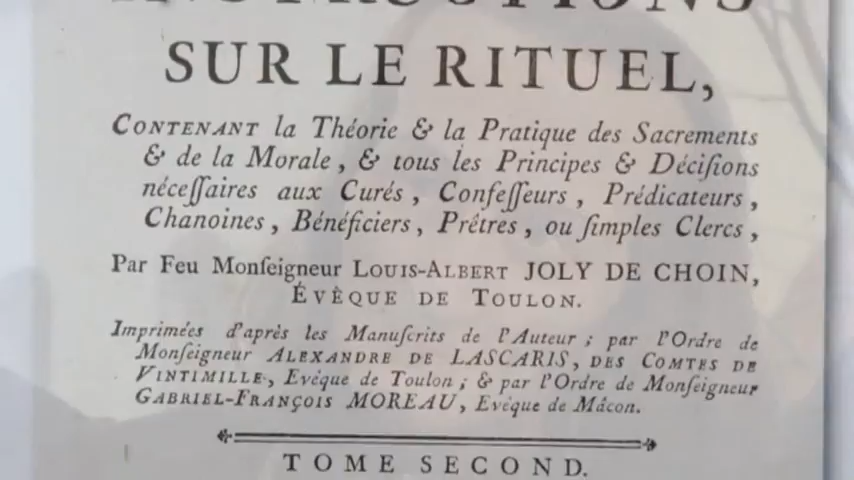 INSTRUCTIONS
SUR LE RITUEL,
CONTENANT la Théorie & la Pratique des Sacrements
& de la Morale, & tous les Principes & Déciſions
néceſſaires aux Curés, Confeſſeurs, Prédicateurs,
Chanoines, Bénéficiers, Prêtres, ou ſimples Clercs,
Par Feu Monſeigneur LOUIS-ALBERT JOLY DE CHOIN,
ÉVÊQUE DE TOULON.
Imprimées d'après les Manuſcrits de l'Auteur; par l'Ordre de
Monſeigneur ALEXANDRE DE LASCARIS, DES COMTES DE
VINTIMILLE, Evêque de Toulon; & par l'Ordre de Monſeigneur
GABRIEL-FRANÇOIS MOREAU, Evêque de Mâcon.
TOME SECOND.